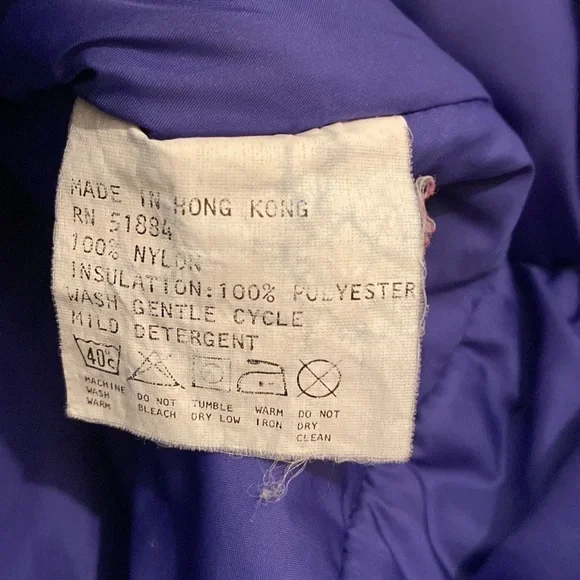 MADE IN HONG KONG
RN 51884
100% NYLON
INSULATION:100% POLYESTER
WASH GENTLE CYCLE
MILD DETERGENT
40°C
MACHINE WASH WARM
DO NOT BLEACH
TUMBLE DRY LOW
WARM IRON
DO NOT DRY CLEAN